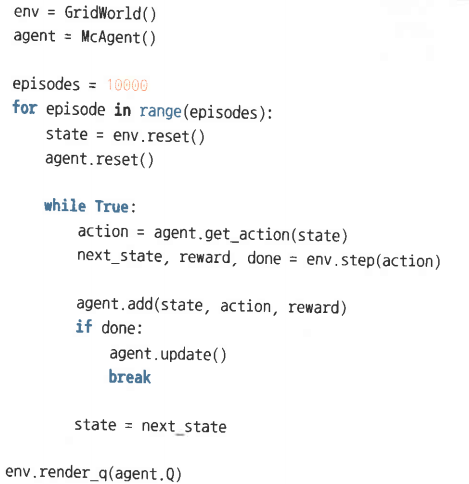 env = GridWorld()
agent = McAgent()
episodes = 10000
for episode in range(episodes):
state = env.reset()
agent.reset()
while True:
action = agent.get_action(state)
next_state, reward, done = env.step(action)
agent.add(state, action, reward)
if done:
agent.update()
break
state = next_state
env.render_q(agent.Q)